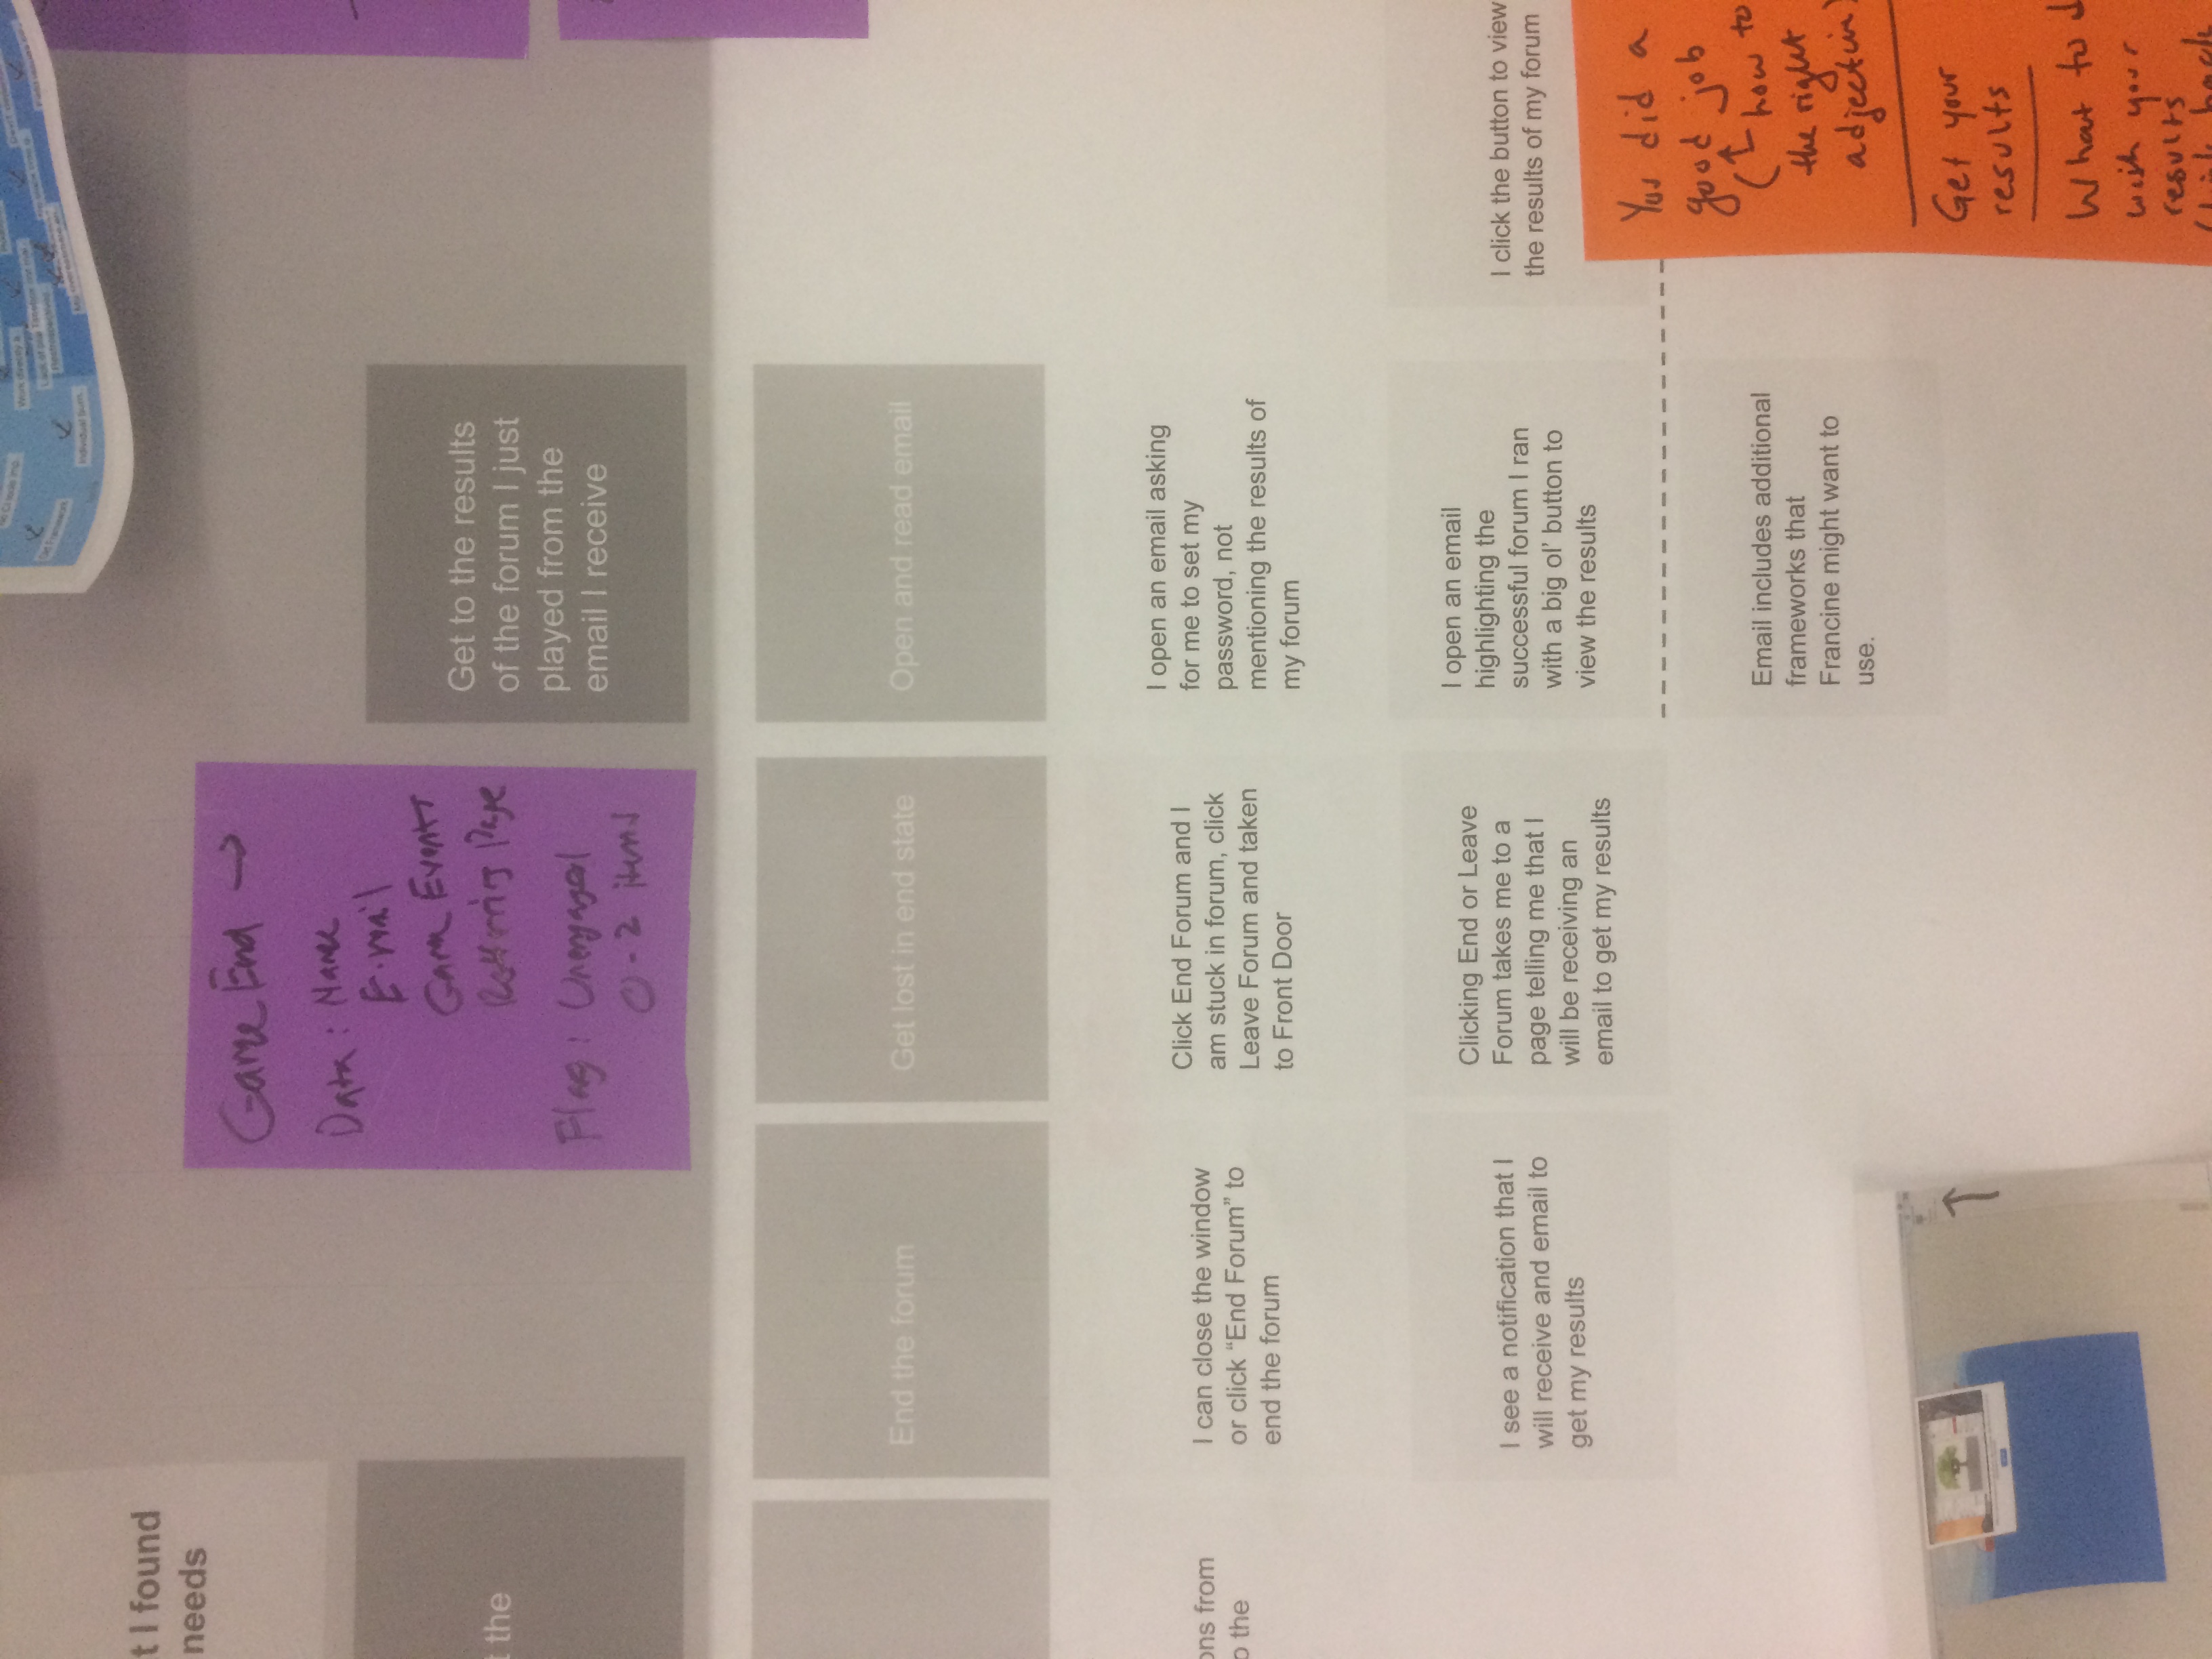 t I found
needs
Individual Sum...
Game End →
Data : Name
E-mail
Game Events
Referring Page
Flag : Unengaged
0 - 2 items
t the
Get to the results
of the forum I just
played from the
email I receive
End the forum
Get lost in end state
Open and read email
ons from
o the
I can close the window
or click “End Forum” to
end the forum
Click End Forum and I
am stuck in forum, click
Leave Forum and taken
to Front Door
I open an email asking
for me to set my
password, not
mentioning the results of
my forum
I see a notification that I
will receive and email to
get my results
Clicking End or Leave
Forum takes me to a
page telling me that I
will be receiving an
email to get my results
I open an email
highlighting the
successful forum I ran
with a big ol’ button to
view the results
I click the button to view
the results of my forum
Email includes additional
frameworks that
Francine might want to
use.
You did a
good job
(↑ how to
the right
adjective)
Get your
results
What to d
with your
results
(link back